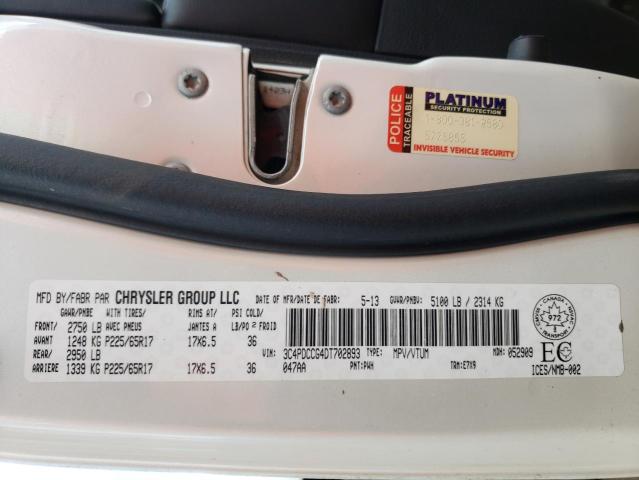 POLICE
TRACEABLE
PLATINUM
SECURITY PROTECTION
INVISIBLE VEHICLE SECURITY
MFD BY/FABR PAR CHRYSLER GROUP LLC DATE OF MFR/DATE DE FABR: 5-13 GVWR/PNBV: 5100 LB / 2314 KG
GAWR/PNBE WITH TIRES/ RIMS AT/ PSI COLD/
FRONT/ 2750 LB AVEC PNEUS JANTES A LB/PO 2 FROID
AVANT 1248 KG P225/65R17 17X6.5 36
REAR/ 2950 LB
ARRIERE 1339 KG P225/65R17 17X6.5 36
VIN: 3C4PDCCG4DT702893 TYPE: MPV/VTUM MDH: 052909
047AA PNT: PWH TRM: E7X9
CANADA
972
TRANSPORT
EC
ICES/NMB-002